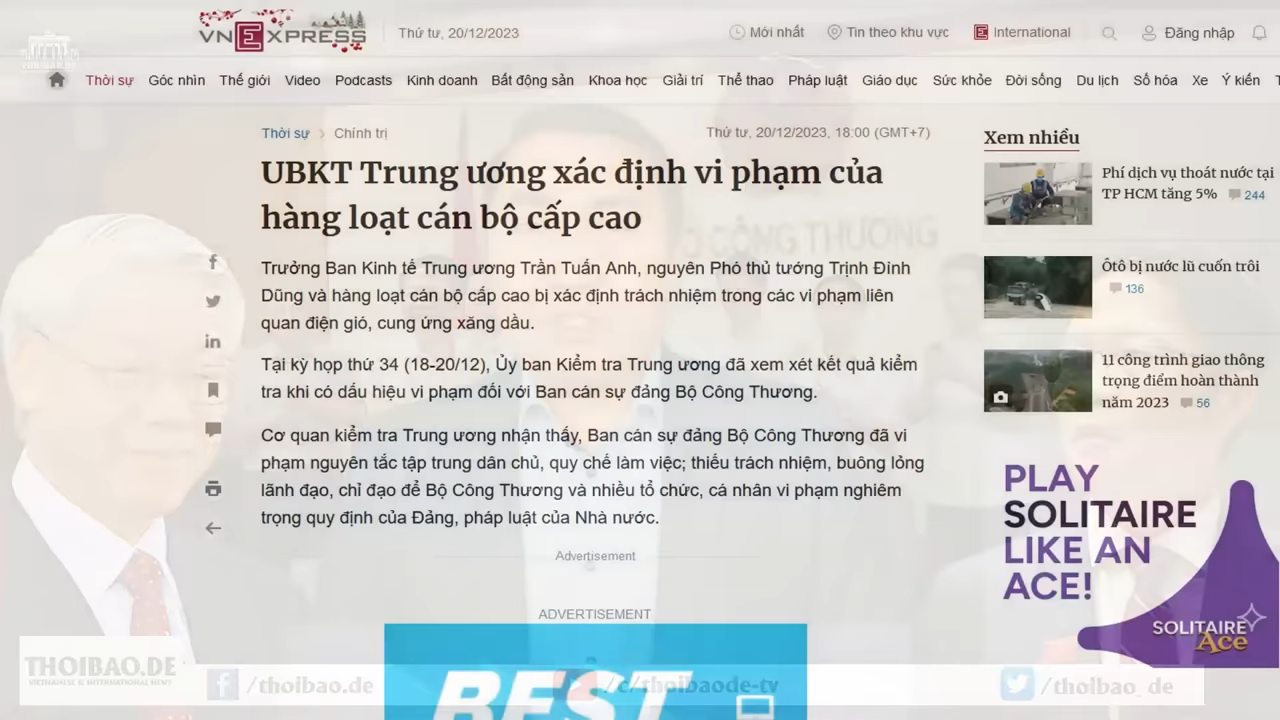 VNEXPRESS
Thứ tư, 20/12/2023
Mới nhất
Tin theo khu vực
E International
Đăng nhập
THOIBAO.DE
Thời sự Góc nhìn Thế giới Video Podcasts Kinh doanh Bất động sản Khoa học Giải trí Thể thao Pháp luật Giáo dục Sức khỏe Đời sống Du lịch Số hóa Xe Ý kiến
Thời sự › Chính trị
Thứ tư, 20/12/2023, 18:00 (GMT+7)
UBKT Trung ương xác định vi phạm của
hàng loạt cán bộ cấp cao
Trưởng Ban Kinh tế Trung ương Trần Tuấn Anh, nguyên Phó thủ tướng Trịnh Đình
Dũng và hàng loạt cán bộ cấp cao bị xác định trách nhiệm trong các vi phạm liên
quan điện gió, cung ứng xăng dầu.
Tại kỳ họp thứ 34 (18-20/12), Ủy ban Kiểm tra Trung ương đã xem xét kết quả kiểm
tra khi có dấu hiệu vi phạm đối với Ban cán sự đảng Bộ Công Thương.
Cơ quan kiểm tra Trung ương nhận thấy, Ban cán sự đảng Bộ Công Thương đã vi
phạm nguyên tắc tập trung dân chủ, quy chế làm việc; thiếu trách nhiệm, buông lỏng
lãnh đạo, chỉ đạo để Bộ Công Thương và nhiều tổ chức, cá nhân vi phạm nghiêm
trọng quy định của Đảng, pháp luật của Nhà nước.
Advertisement
ADVERTISEMENT
BEST
CÔNG THƯƠNG
Xem nhiều
Phí dịch vụ thoát nước tại
TP HCM tăng 5% 244
Ôtô bị nước lũ cuốn trôi
136
11 công trình giao thông
trọng điểm hoàn thành
năm 2023 56
PLAY
SOLITAIRE
LIKE AN
ACE!
SOLITAIRE
Ace
THOIBAO.DE
VIETNAMESE & INTERNATIONAL NEWS
/thoibao.de
/c/thoibaode-tv
/thoibao_de